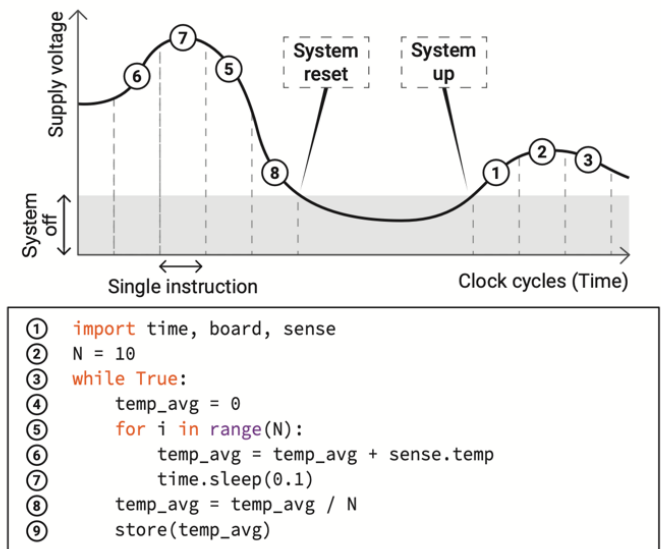 Supply voltage
System
off
6
7
5
8
System
reset
System
up
1
2
3
Single instruction
Clock cycles (Time)
1 import time, board, sense
2 N = 10
3 while True:
4 temp_avg = 0
5 for i in range(N):
6 temp_avg = temp_avg + sense.temp
7 time.sleep(0.1)
8 temp_avg = temp_avg / N
9 store(temp_avg)